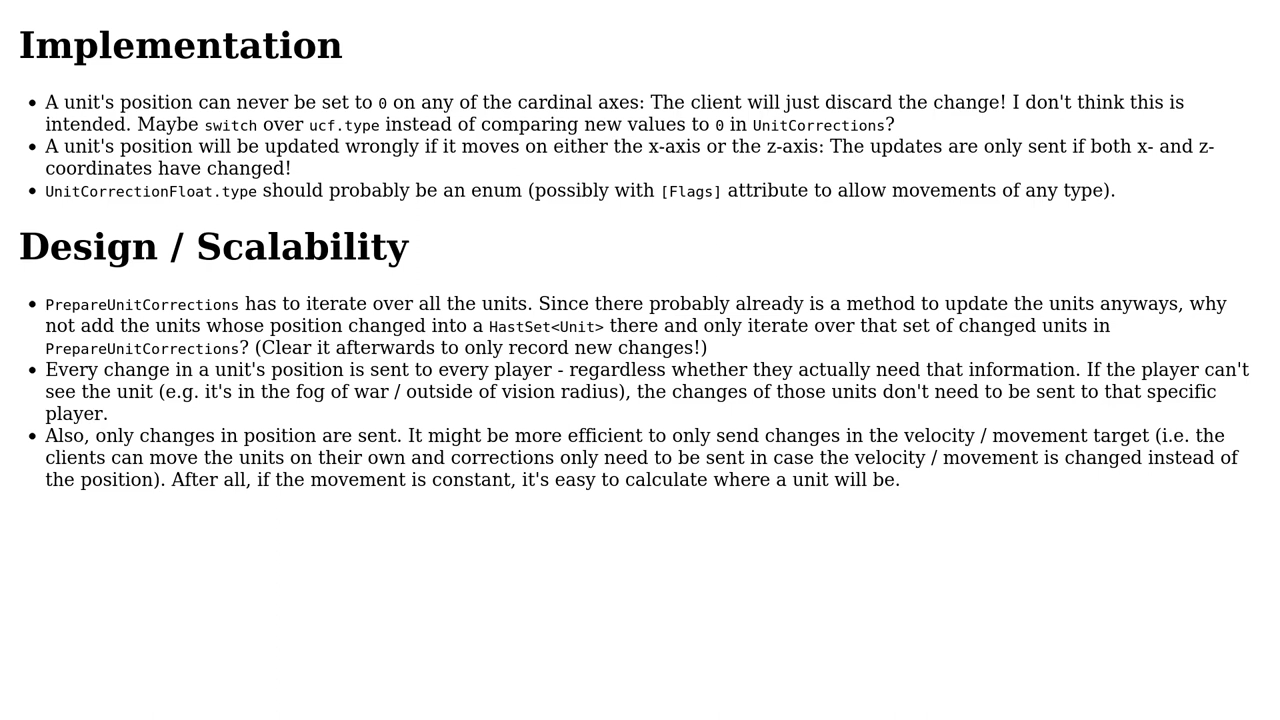 Implementation
• A unit's position can never be set to 0 on any of the cardinal axes: The client will just discard the change! I don't think this is
intended. Maybe switch over ucf.type instead of comparing new values to 0 in UnitCorrections?
• A unit's position will be updated wrongly if it moves on either the x-axis or the z-axis: The updates are only sent if both x- and z-
coordinates have changed!
• UnitCorrectionFloat.type should probably be an enum (possibly with [Flags] attribute to allow movements of any type).
Design / Scalability
• PrepareUnitCorrections has to iterate over all the units. Since there probably already is a method to update the units anyways, why
not add the units whose position changed into a HastSet<Unit> there and only iterate over that set of changed units in
PrepareUnitCorrections? (Clear it afterwards to only record new changes!)
• Every change in a unit's position is sent to every player - regardless whether they actually need that information. If the player can't
see the unit (e.g. it's in the fog of war / outside of vision radius), the changes of those units don't need to be sent to that specific
player.
• Also, only changes in position are sent. It might be more efficient to only send changes in the velocity / movement target (i.e. the
clients can move the units on their own and corrections only need to be sent in case the velocity / movement is changed instead of
the position). After all, if the movement is constant, it's easy to calculate where a unit will be.